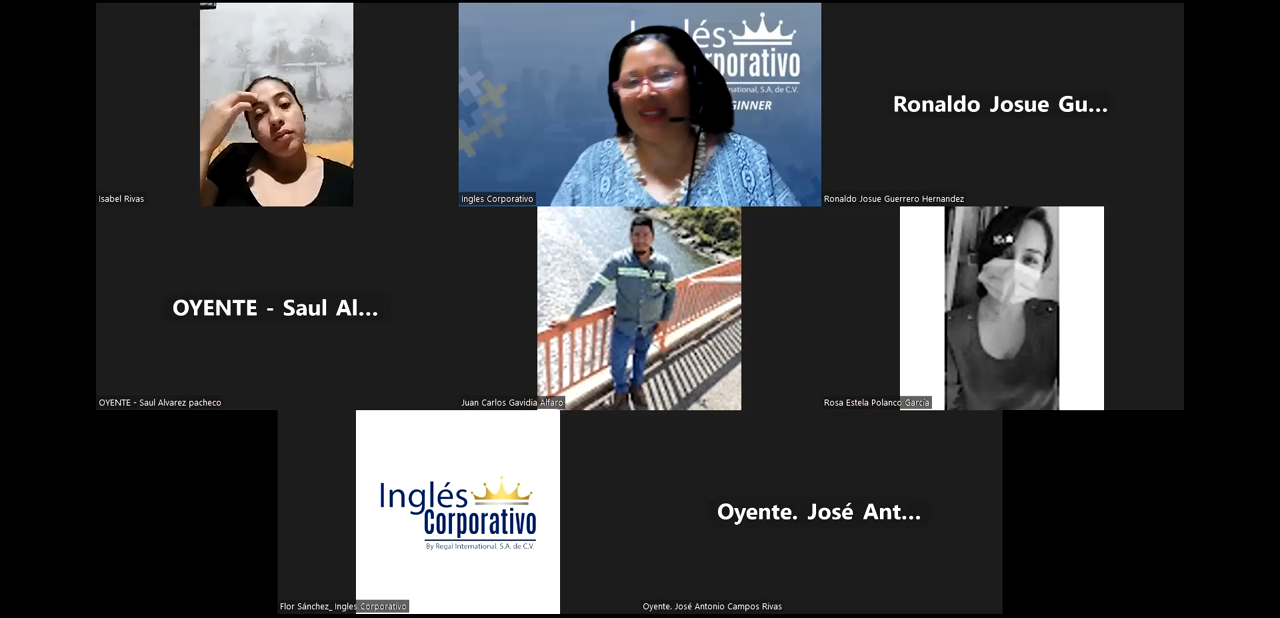 Inglés
Corporativo
International, S.A. de C.V.
GINNER
Ronaldo Josue Gu...
Isabel Rivas
Ingles Corporativo
Ronaldo Josue Guerrero Hernandez
OYENTE - Saul Al...
OYENTE - Saul Alvarez pacheco
Juan Carlos Gavidia Alfaro
Rosa Estela Polanco García
Inglés
Corporativo
By Regal International. S.A. de C.V.
Oyente. José Ant...
Flor Sánchez_ Ingles Corporativo
Oyente. José Antonio Campos Rivas